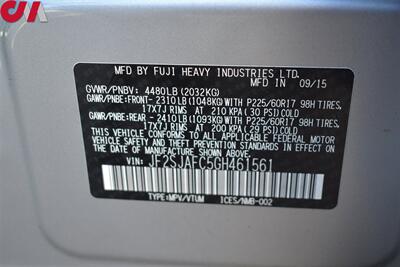 CIA
MFD BY FUJI HEAVY INDUSTRIES LTD.
MFD IN 09/15
GVWR/PNBV: 4480LB(2032KG)
GAWR/PNBE:FRONT-2310LB(1048KG)WITH P225/60R17 98H TIRES.
17X7J RIMS AT 210 KPA(30 PSI)COLD
GAWR/PNBE:REAR - 2410LB(1093KG)WITH P225/60R17 98H TIRES.
17X7J RIMS AT 200 KPA(29 PSI)COLD
THIS VEHICLE CONFORMS TO ALL APPLICABLE FEDERAL MOTOR
VEHICLE SAFETY, BUMPER, AND THEFT PREVENTION STANDARDS
IN EFFECT ON THE DATE OF MANUFACTURE SHOWN ABOVE.
VIN: JF2SJAFC5GH461561
TYPE:MPV/VTUM ICES/NMB-002